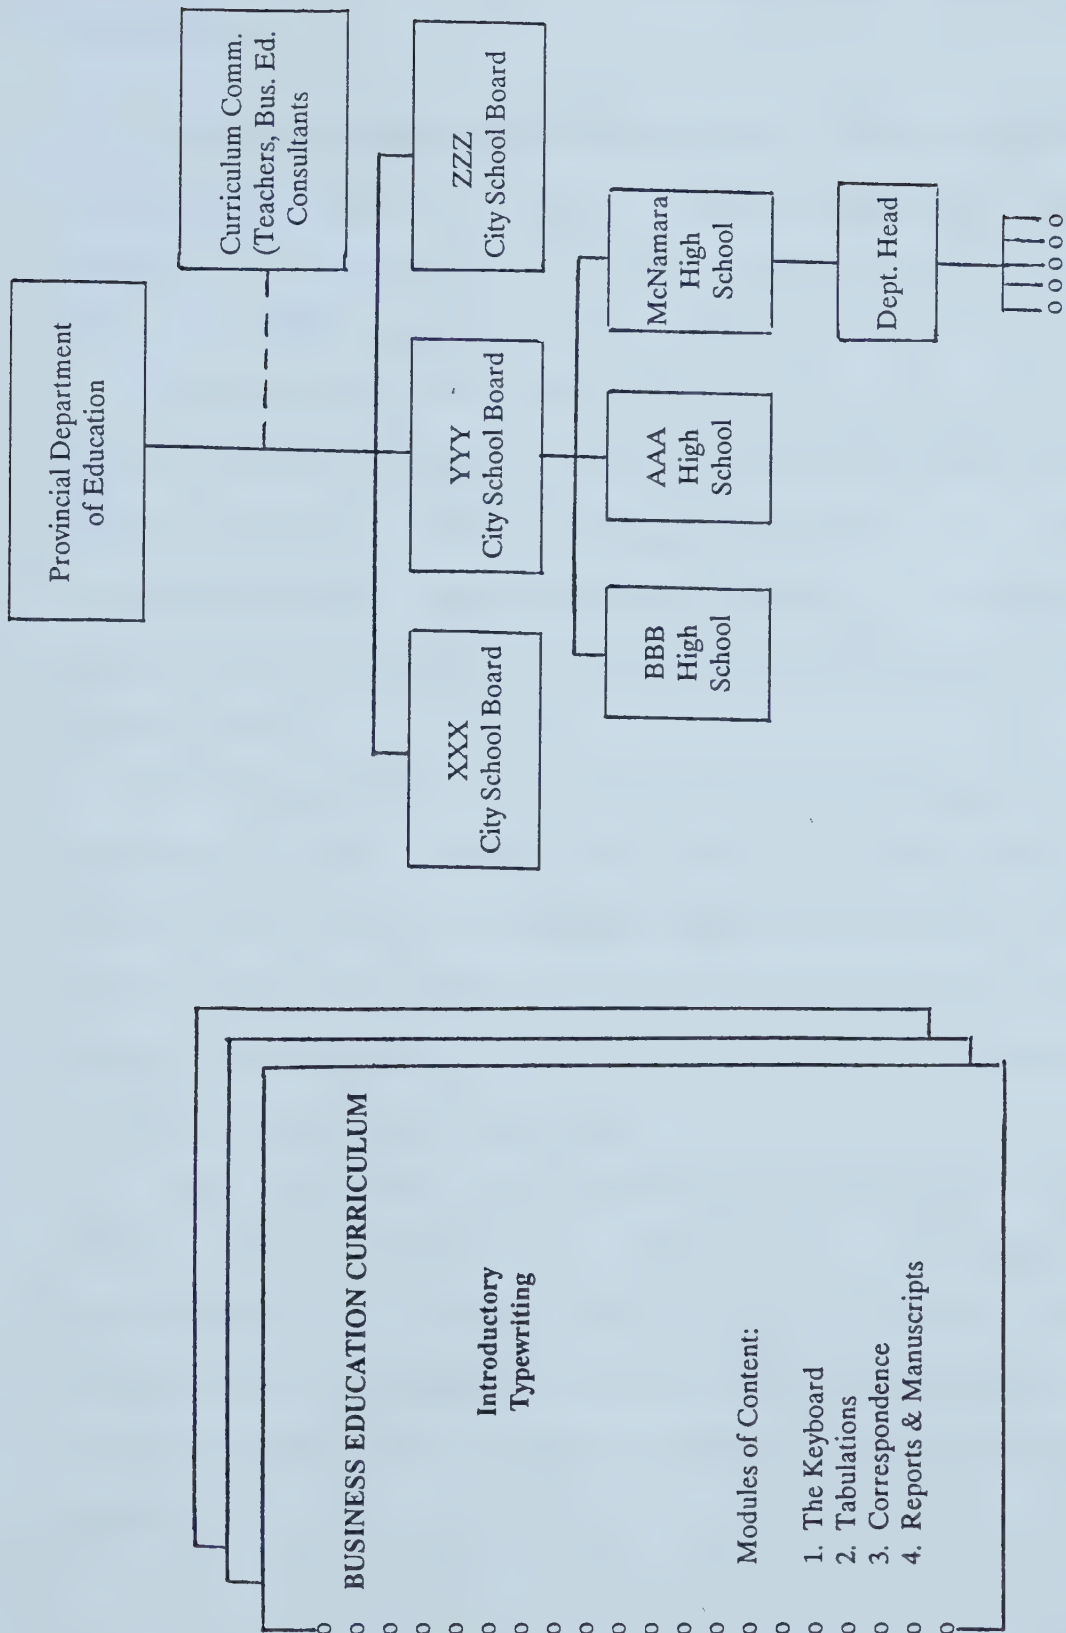 BUSINESS EDUCATION CURRICULUM
Introductory
Typewriting
Modules of Content:
1. The Keyboard
2. Tabulations
3. Correspondence
4. Reports & Manuscripts
Provincial Department
of Education
Curriculum Comm.
(Teachers, Bus. Ed.
Consultants
XXX
City School Board
YYY
City School Board
ZZZ
City School Board
BBB
High
School
AAA
High
School
McNamara
High
School
Dept. Head